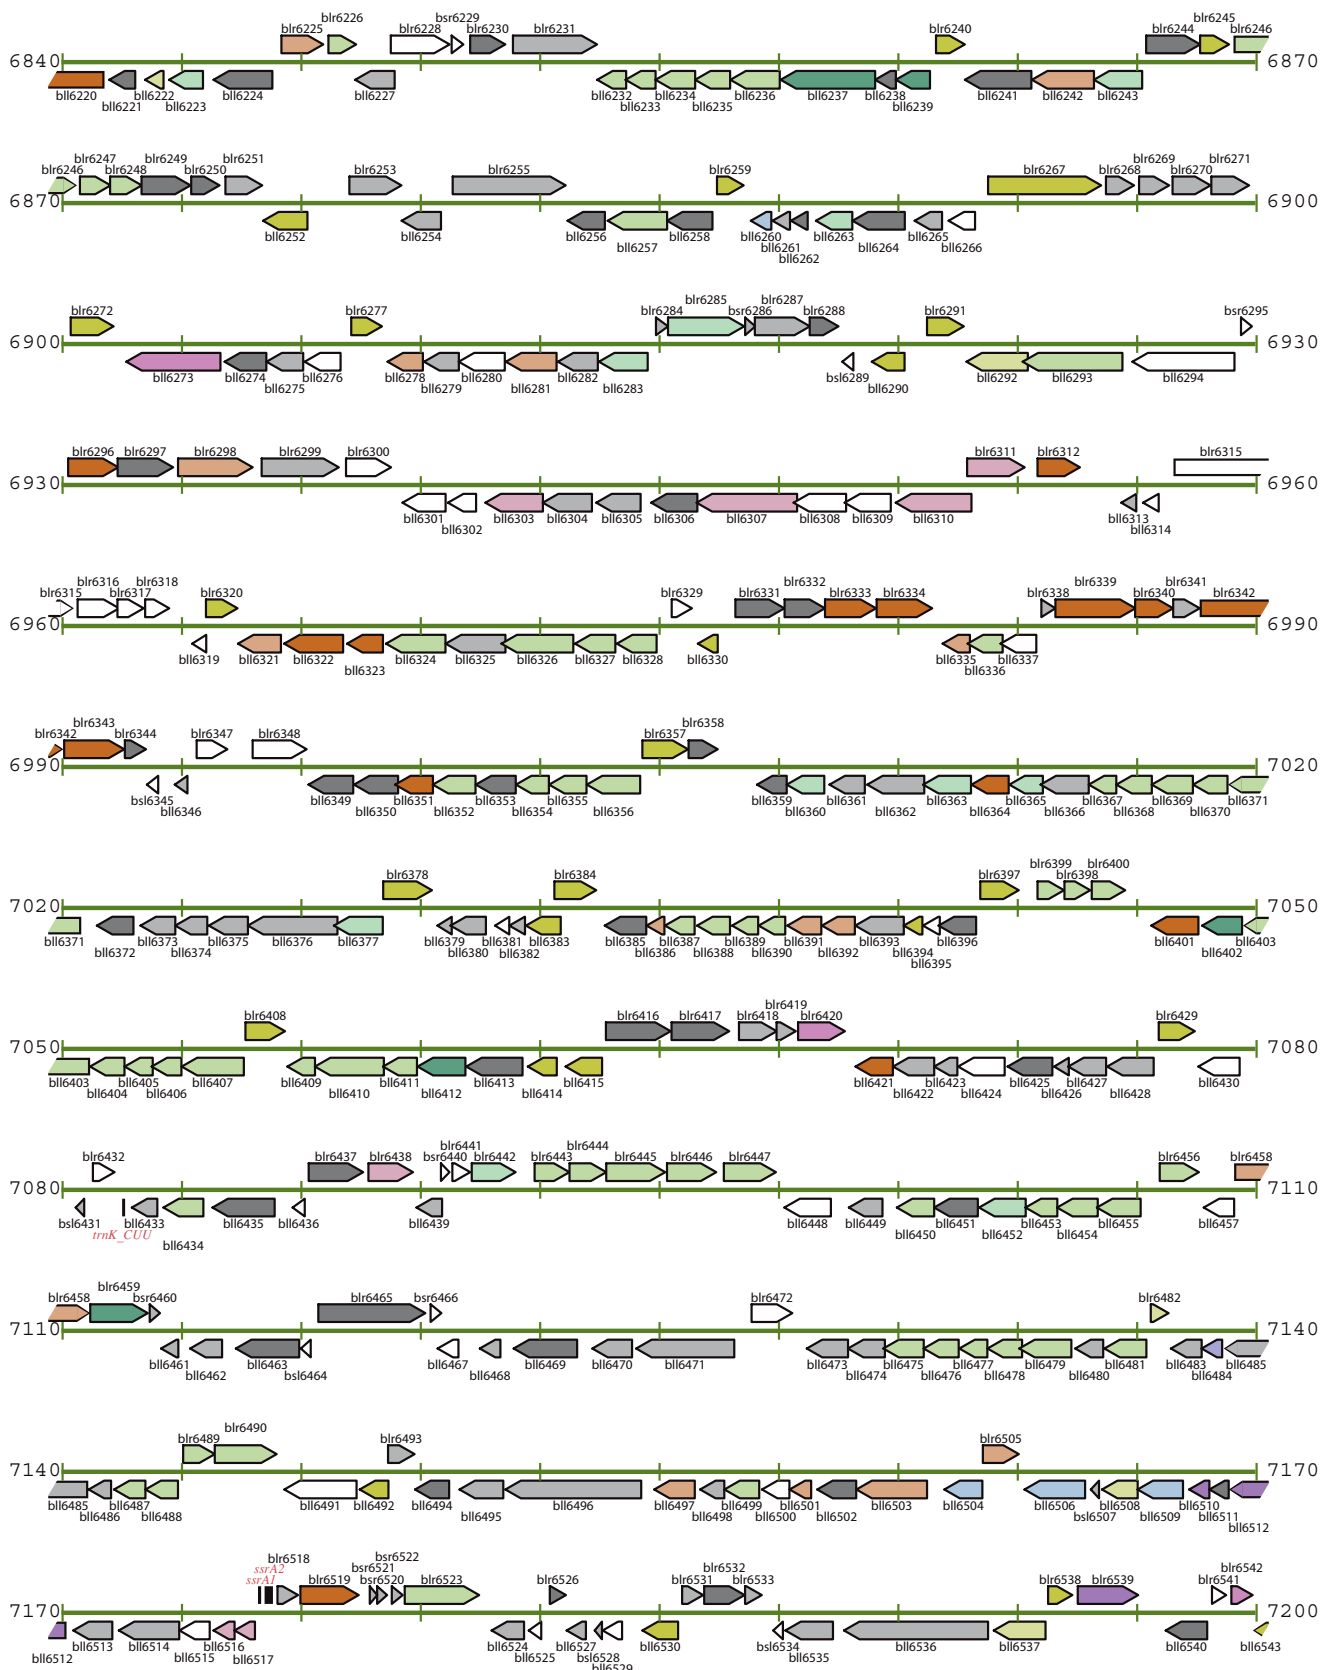 blr6226
blr6225 bsr6229 blr6231 blr6245
blr6228 blr6230 blr6240 blr6244 blr6246
6840 6870
bll6220 bll6222 bll6224 bll6227 bll6232 bll6234 bll6236 bll6237 bll6238 bll6241 bll6242 bll6243
bll6221 bll6223 bll6233 bll6235 bll6239
blr6247 blr6249 blr6251 blr6269 blr6271
blr6246 blr6248 blr6250 blr6253 blr6255 blr6259 blr6267 blr6268 blr6270
6870 6900
bll6252 bll6254 bll6256 bll6258 bll6260 bll6263 bll6265
bll6257 bll6261 bll6264 bll6266
bll6262
blr6285 blr6287
blr6272 blr6277 blr6284 bsr6286 blr6288 blr6291 bsr6295
6900 6930
bll6273 bll6274 bll6276 bll6278 bll6280 bll6282 bsl6289 bll6290 bll6292 bll6293 bll6294
bll6275 bll6279 bll6281 bll6283
blr6296 blr6297 blr6298 blr6299 blr6300 blr6311 blr6312 blr6315
6930 6960
bll6301 bll6303 bll6304 bll6305 bll6306 bll6307 bll6308 bll6309 bll6310 bll6313
bll6302 bll6314
blr6316 blr6318 blr6332 blr6339 blr6341
blr6315 blr6317 blr6320 blr6329 blr6331 blr6333 blr6334 blr6338 blr6340 blr6342
6960 6990
bll6319 bll6321 bll6322 bll6324 bll6325 bll6326 bll6327 bll6328 bll6330 bll6335 bll6337
bll6323 bll6336
blr6343 blr6358
blr6342 blr6344 blr6347 blr6348 blr6357
6990 7020
bsl6345 bll6349 bll6351 bll6353 bll6355 bll6359 bll6361 bll6363 bll6365 bll6367 bll6369 bll6371
bll6346 bll6350 bll6352 bll6354 bll6356 bll6360 bll6362 bll6364 bll6366 bll6368 bll6370
blr6399 blr6400
blr6378 blr6384 blr6397 blr6398
7020 7050
bll6371 bll6373 bll6375 bll6377 bll6379 bll6381 bll6383 bll6385 bll6387 bll6389 bll6391 bll6393 bll6396 bll6401 bll6403
bll6372 bll6374 bll6376 bll6380 bll6382 bll6386 bll6388 bll6390 bll6392 bll6394 bll6402
bll6395
blr6408 blr6416 blr6417 blr6418 blr6419 blr6420 blr6429
7050 7080
bll6403 bll6405 bll6407 bll6409 bll6411 bll6413 bll6415 bll6421 bll6423 bll6425 bll6427 bll6430
bll6404 bll6406 bll6410 bll6412 bll6414 bll6422 bll6424 bll6426 bll6428
blr6441 blr6444
blr6432 blr6437 blr6438 bsr6440 blr6442 blr6443 blr6445 blr6446 blr6447 blr6456 blr6458
7080 7110
bsl6431 bll6433 bll6435 bll6436 bll6439 bll6448 bll6449 bll6451 bll6453 bll6455 bll6457
trnK_CUU bll6434 bll6450 bll6452 bll6454
blr6459
blr6458 bsr6460 blr6465 bsr6466 blr6472 blr6482
7110 7140
bll6461 bll6463 bll6467 bll6469 bll6470 bll6471 bll6473 bll6475 bll6477 bll6479 bll6481 bll6483 bll6485
bll6462 bsl6464 bll6468 bll6474 bll6476 bll6478 bll6480 bll6484
blr6490
blr6489 blr6493 blr6505
7140 7170
bll6485 bll6487 bll6491 bll6492 bll6494 bll6496 bll6497 bll6499 bll6501 bll6503 bll6504 bll6506 bll6508 bll6510
bll6486 bll6488 bll6495 bll6498 bll6500 bll6502 bsl6507 bll6509 bll6511
bll6512
blr6518 bsr6522
ssrA2 bsr6521 blr6532 blr6542
ssrA1 blr6519 bsr6520 blr6523 blr6526 blr6531 blr6533 blr6538 blr6539 blr6541
7170 7200
bll6512 bll6514 bll6516 bll6524 bll6527 bll6530 bsl6534 bll6536 bll6537 bll6540
bll6513 bll6515 bll6517 bll6525 bsl6528 bll6535 bll6543
bll6529